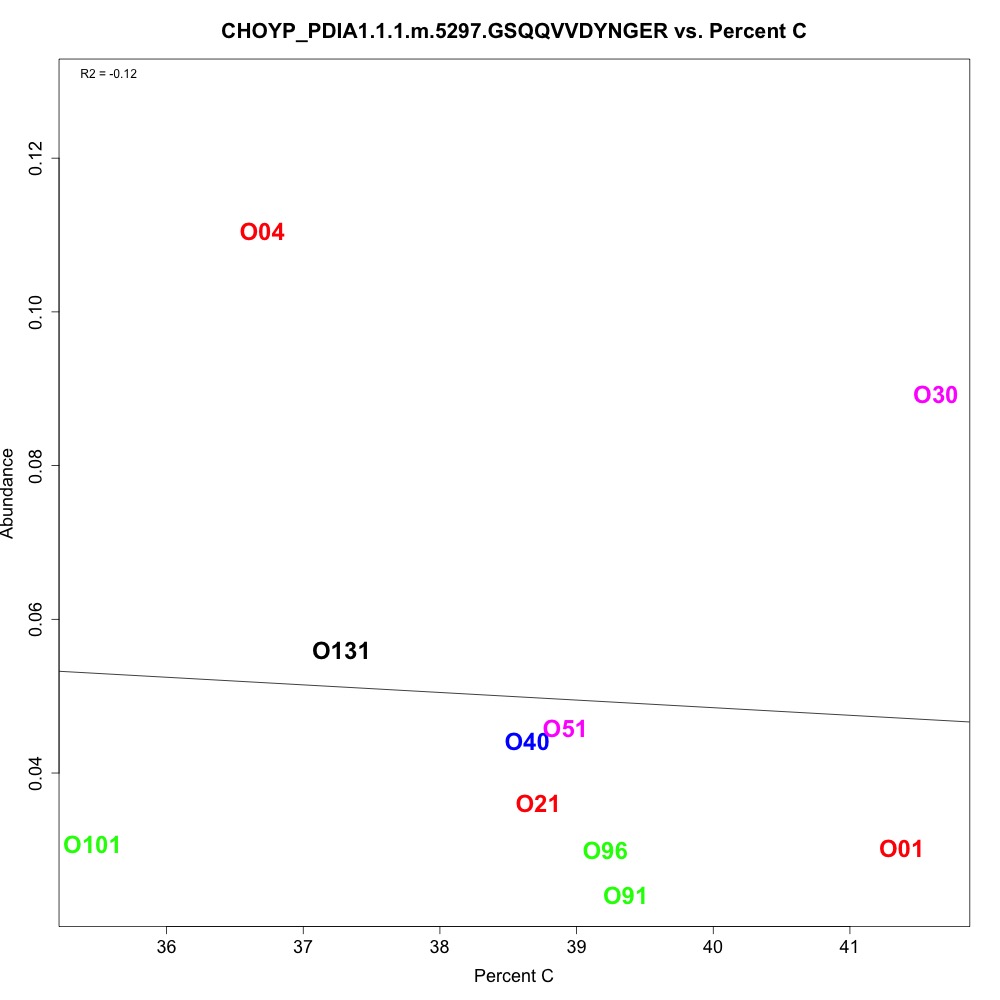 CHOYP_PDIA1.1.1.m.5297.GSQQVVDYNGER vs. Percent C
R2 = -0.12
0.12
O04
0.10
O30
0.08
Abundance
0.06
O131
O51
O40
0.04
O21
O101
O96
O01
O91
36 37 38 39 40 41
Percent C